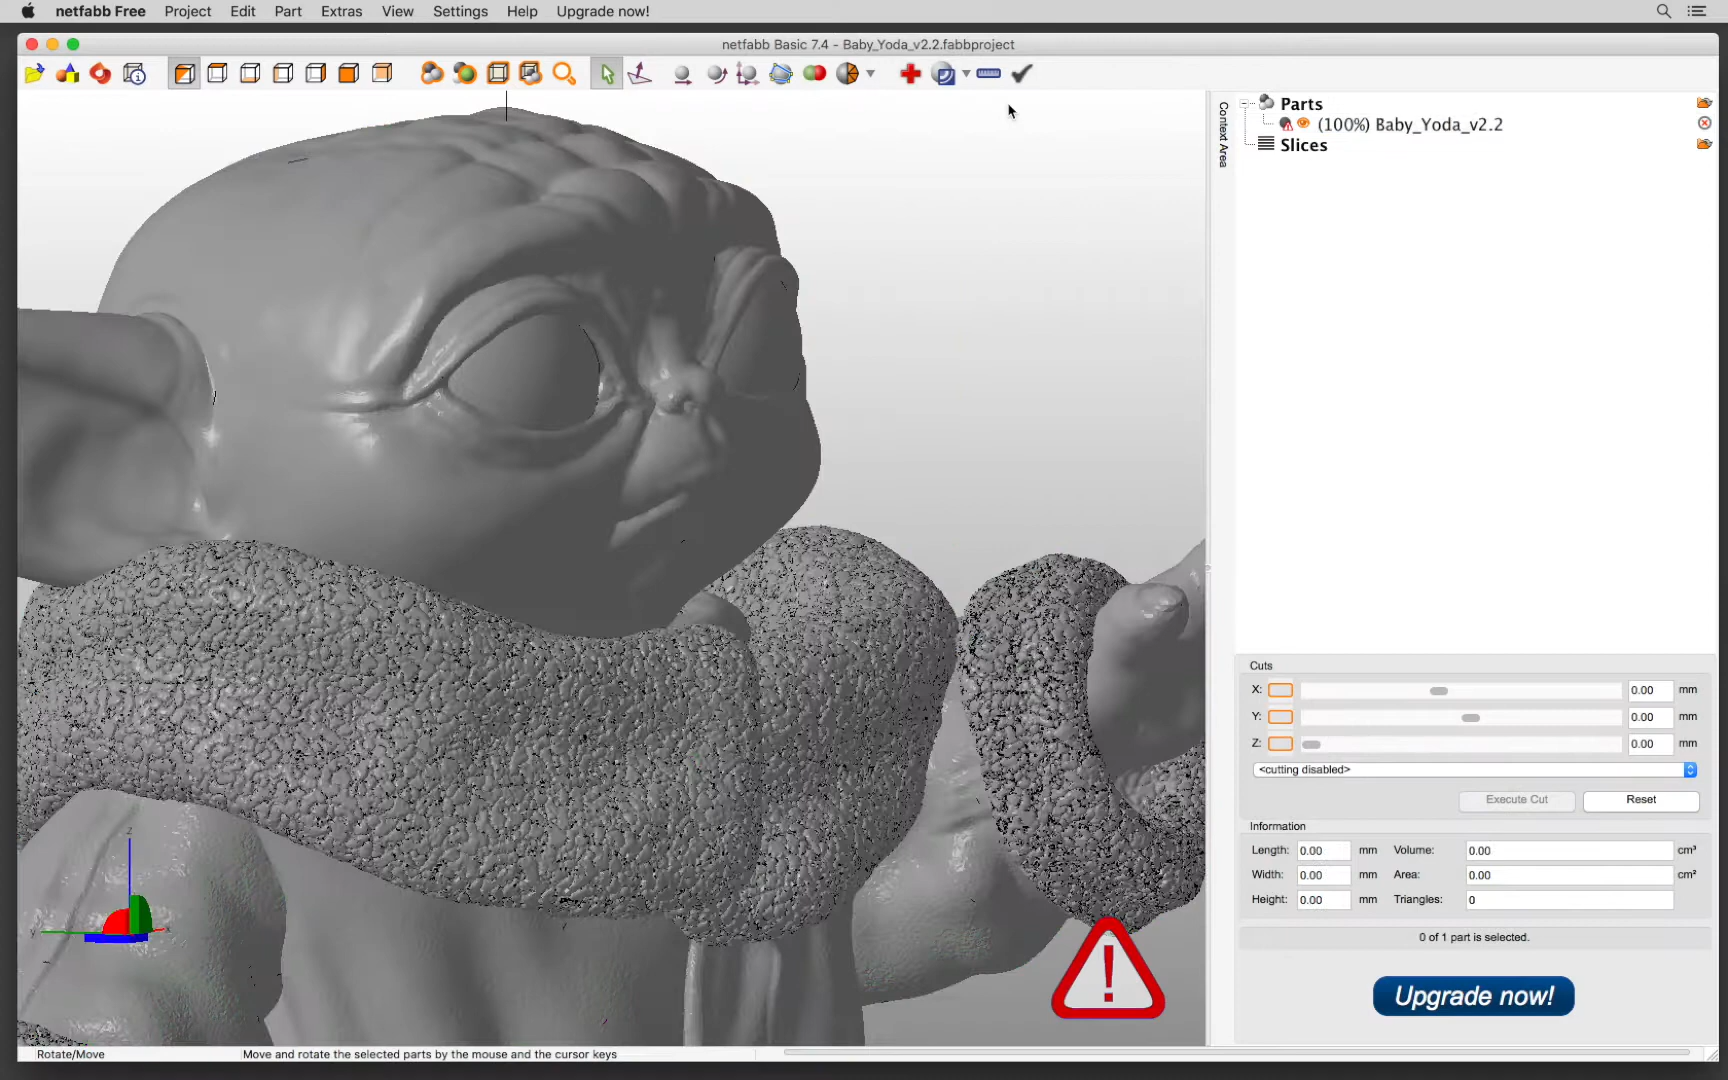 netfabb Free Project Edit Part Extras View Settings Help Upgrade now!
netfabb Basic 7.4 - Baby_Yoda_v2.2.fabbproject
Context Area
Parts
(100%) Baby_Yoda_v2.2
Slices
Cuts
X: 0.00 mm
Y: 0.00 mm
Z: 0.00 mm
<cutting disabled>
Execute Cut Reset
Information
Length: 0.00 mm Volume: 0.00 cm³
Width: 0.00 mm Area: 0.00 cm²
Height: 0.00 mm Triangles: 0
0 of 1 part is selected.
Upgrade now!
z
y x
Rotate/Move Move and rotate the selected parts by the mouse and the cursor keys